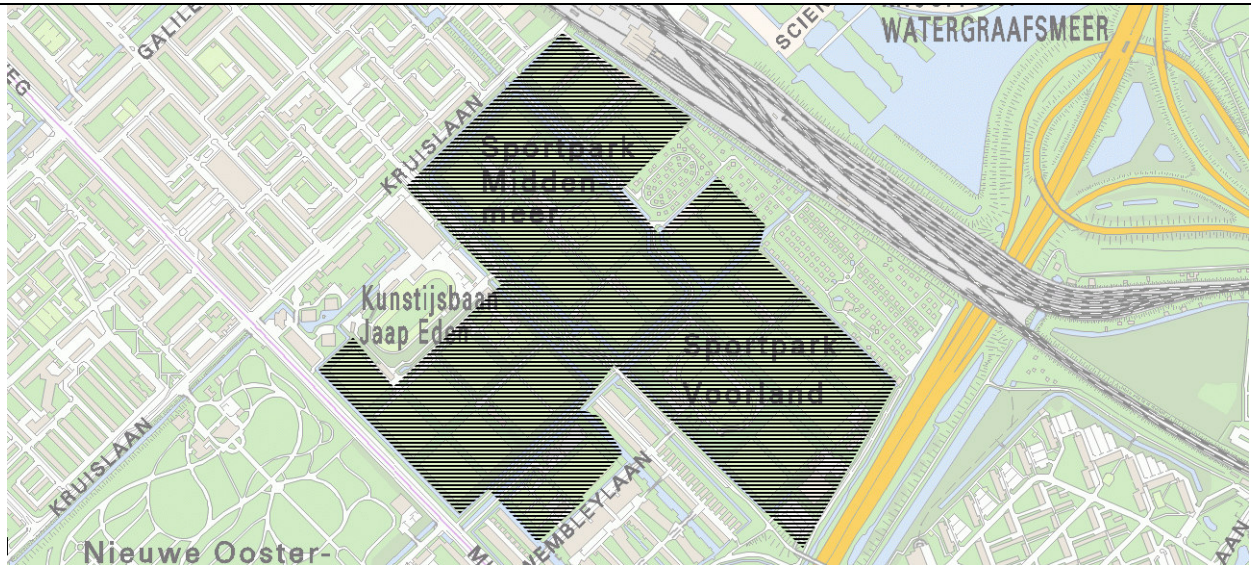 WATERGRAAFSMEER
KRUISLAAN
Sportpark
Midden-
meer
Kunstijsbaan
Jaap Eden
Sportpark
Voorland
KRUISLAAN
WEMBLEYLAAN
Nieuwe Ooster-